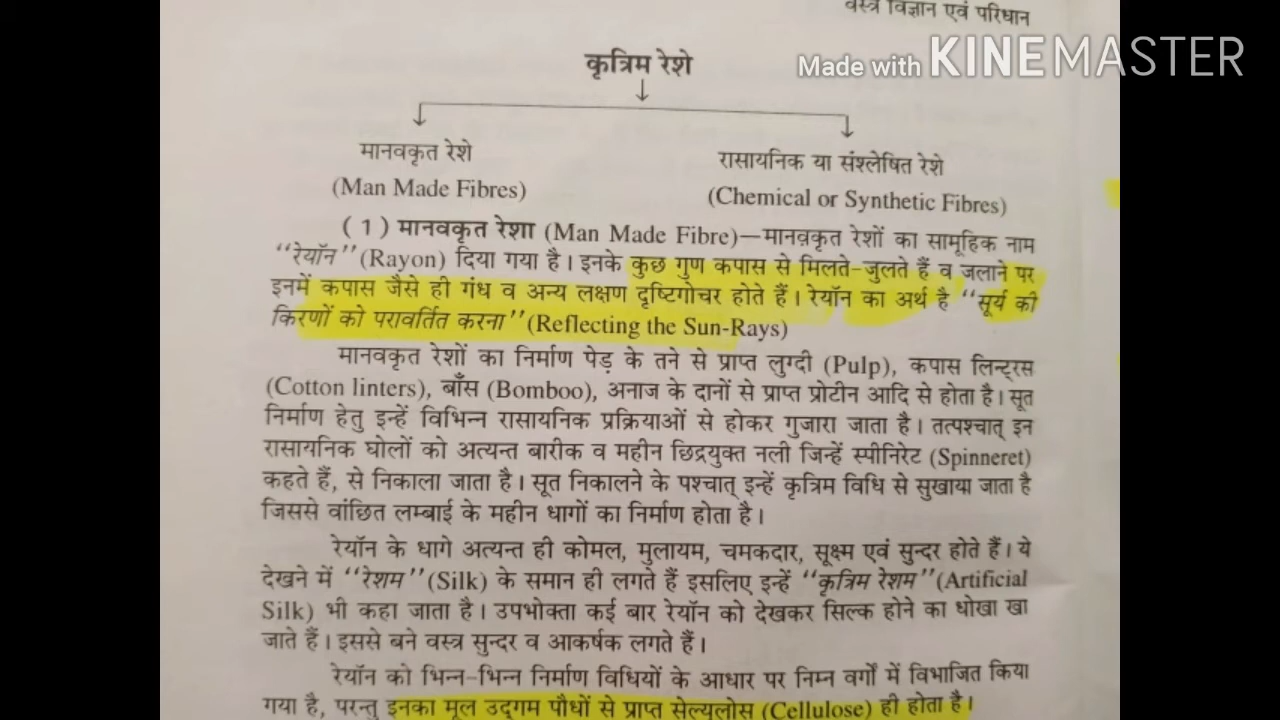 वस्त्र विज्ञान एवं परिधान
Made with KINEMASTER
कृत्रिम रेशे
मानवकृत रेशे
(Man Made Fibres)
रासायनिक या संश्लेषित रेशे
(Chemical or Synthetic Fibres)
(1) मानवकृत रेशा (Man Made Fibre)—मानव़कृत रेशों का सामूहिक नाम
‘‘रेयॉन’’ (Rayon) दिया गया है। इनके कुछ गुण कपास से मिलते-जुलते हैं व जलाने पर
इनमें कपास जैसे ही गंध व अन्य लक्षण दृष्टिगोचर होते हैं। रेयॉन का अर्थ है ‘‘सूर्य की
किरणों को परावर्तित करना’’ (Reflecting the Sun-Rays)
मानवकृत रेशों का निर्माण पेड़ के तने से प्राप्त लुग्दी (Pulp), कपास लिन्ट्रस
(Cotton linters), बाँस (Bomboo), अनाज के दानों से प्राप्त प्रोटीन आदि से होता है। सूत
निर्माण हेतु इन्हें विभिन्न रासायनिक प्रक्रियाओं से होकर गुजारा जाता है। तत्पश्चात् इन
रासायनिक घोलों को अत्यन्त बारीक व महीन छिद्रयुक्त नली जिन्हें स्पीनिरेट (Spinneret)
कहते हैं, से निकाला जाता है। सूत निकालने के पश्चात् इन्हें कृत्रिम विधि से सुखाया जाता है
जिससे वांछित लम्बाई के महीन धागों का निर्माण होता है।
रेयॉन के धागे अत्यन्त ही कोमल, मुलायम, चमकदार, सूक्ष्म एवं सुन्दर होते हैं। ये
देखने में ‘‘रेशम’’ (Silk) के समान ही लगते हैं इसलिए इन्हें ‘‘कृत्रिम रेशम’’ (Artificial
Silk) भी कहा जाता है। उपभोक्ता कई बार रेयॉन को देखकर सिल्क होने का धोखा खा
जाते हैं। इससे बने वस्त्र सुन्दर व आकर्षक लगते हैं।
रेयॉन को भिन्न-भिन्न निर्माण विधियों के आधार पर निम्न वर्गों में विभाजित किया
गया है, परन्तु इनका मूल उद्गम पौधों से प्राप्त सेल्यूलोस (Cellulose) ही होता है।